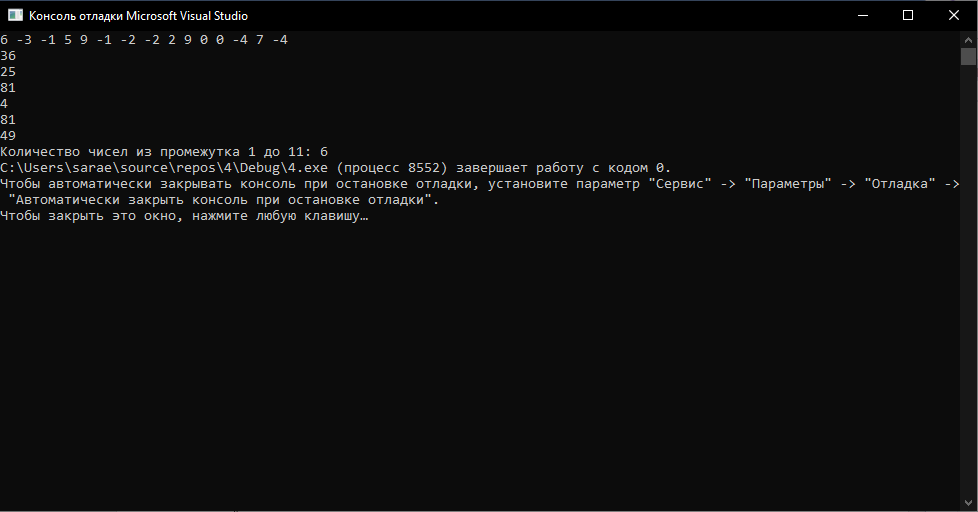 Консоль отладки Microsoft Visual Studio
6 -3 -1 5 9 -1 -2 -2 2 9 0 0 -4 7 -4
36
25
81
4
81
49
Количество чисел из промежутка 1 до 11: 6
C:\Users\sarae\source\repos\4\Debug\4.exe (процесс 8552) завершает работу с кодом 0.
Чтобы автоматически закрывать консоль при остановке отладки, установите параметр "Сервис" -> "Параметры" -> "Отладка" ->
"Автоматически закрыть консоль при остановке отладки".
Чтобы закрыть это окно, нажмите любую клавишу…